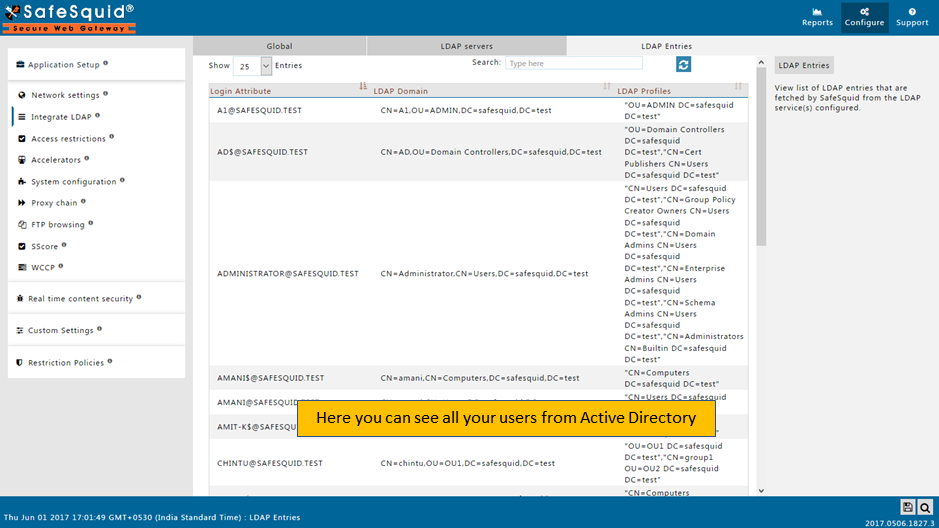 SafeSquid®
Secure Web Gateway
Reports
Configure
Support
Application Setup
Network settings
Integrate LDAP
Access restrictions
Accelerators
System configuration
Proxy chain
FTP browsing
SScore
WCCP
Real time content security
Custom Settings
Restriction Policies
Global
LDAP servers
LDAP Entries
Show 25 Entries
Search: Type here
Login Attribute
LDAP Domain
LDAP Profiles
A1@SAFESQUID.TEST
CN=A1,OU=ADMIN,DC=safesquid,DC=test
"OU=ADMIN DC=safesquid
DC=test"
AD$@SAFESQUID.TEST
CN=AD,OU=Domain Controllers,DC=safesquid,DC=test
"OU=Domain Controllers
DC=safesquid
DC=test","CN=Cert
Publishers CN=Users
DC=safesquid DC=test"
ADMINISTRATOR@SAFESQUID.TEST
CN=Administrator,CN=Users,DC=safesquid,DC=test
"CN=Users DC=safesquid
DC=test","CN=Group Policy
Creator Owners CN=Users
DC=safesquid
DC=test","CN=Domain
Admins CN=Users
DC=safesquid
DC=test","CN=Enterprise
Admins CN=Users
DC=safesquid
DC=test","CN=Schema
Admins CN=Users
DC=safesquid
DC=test","CN=Administrators
CN=Builtin DC=safesquid
DC=test"
AMANI$@SAFESQUID.TEST
CN=amani,CN=Computers,DC=safesquid,DC=test
"CN=Computers
DC=safesquid DC=test"
AMANI@SAFESQUI
"CN=Users DC=safesquid
AMIT-K$@SAFESQU
Here you can see all your users from Active Directory
CHINTU@SAFESQUID.TEST
CN=chintu,OU=OU1,DC=safesquid,DC=test
"OU=OU1 DC=safesquid
DC=test","CN=group1
OU=OU2 DC=safesquid
DC=test"
"CN=Computers
LDAP Entries
View list of LDAP entries that are
fetched by SafeSquid from the LDAP
service(s) configured.
Thu Jun 01 2017 17:01:49 GMT+0530 (India Standard Time) : LDAP Entries
2017.0506.1827.3